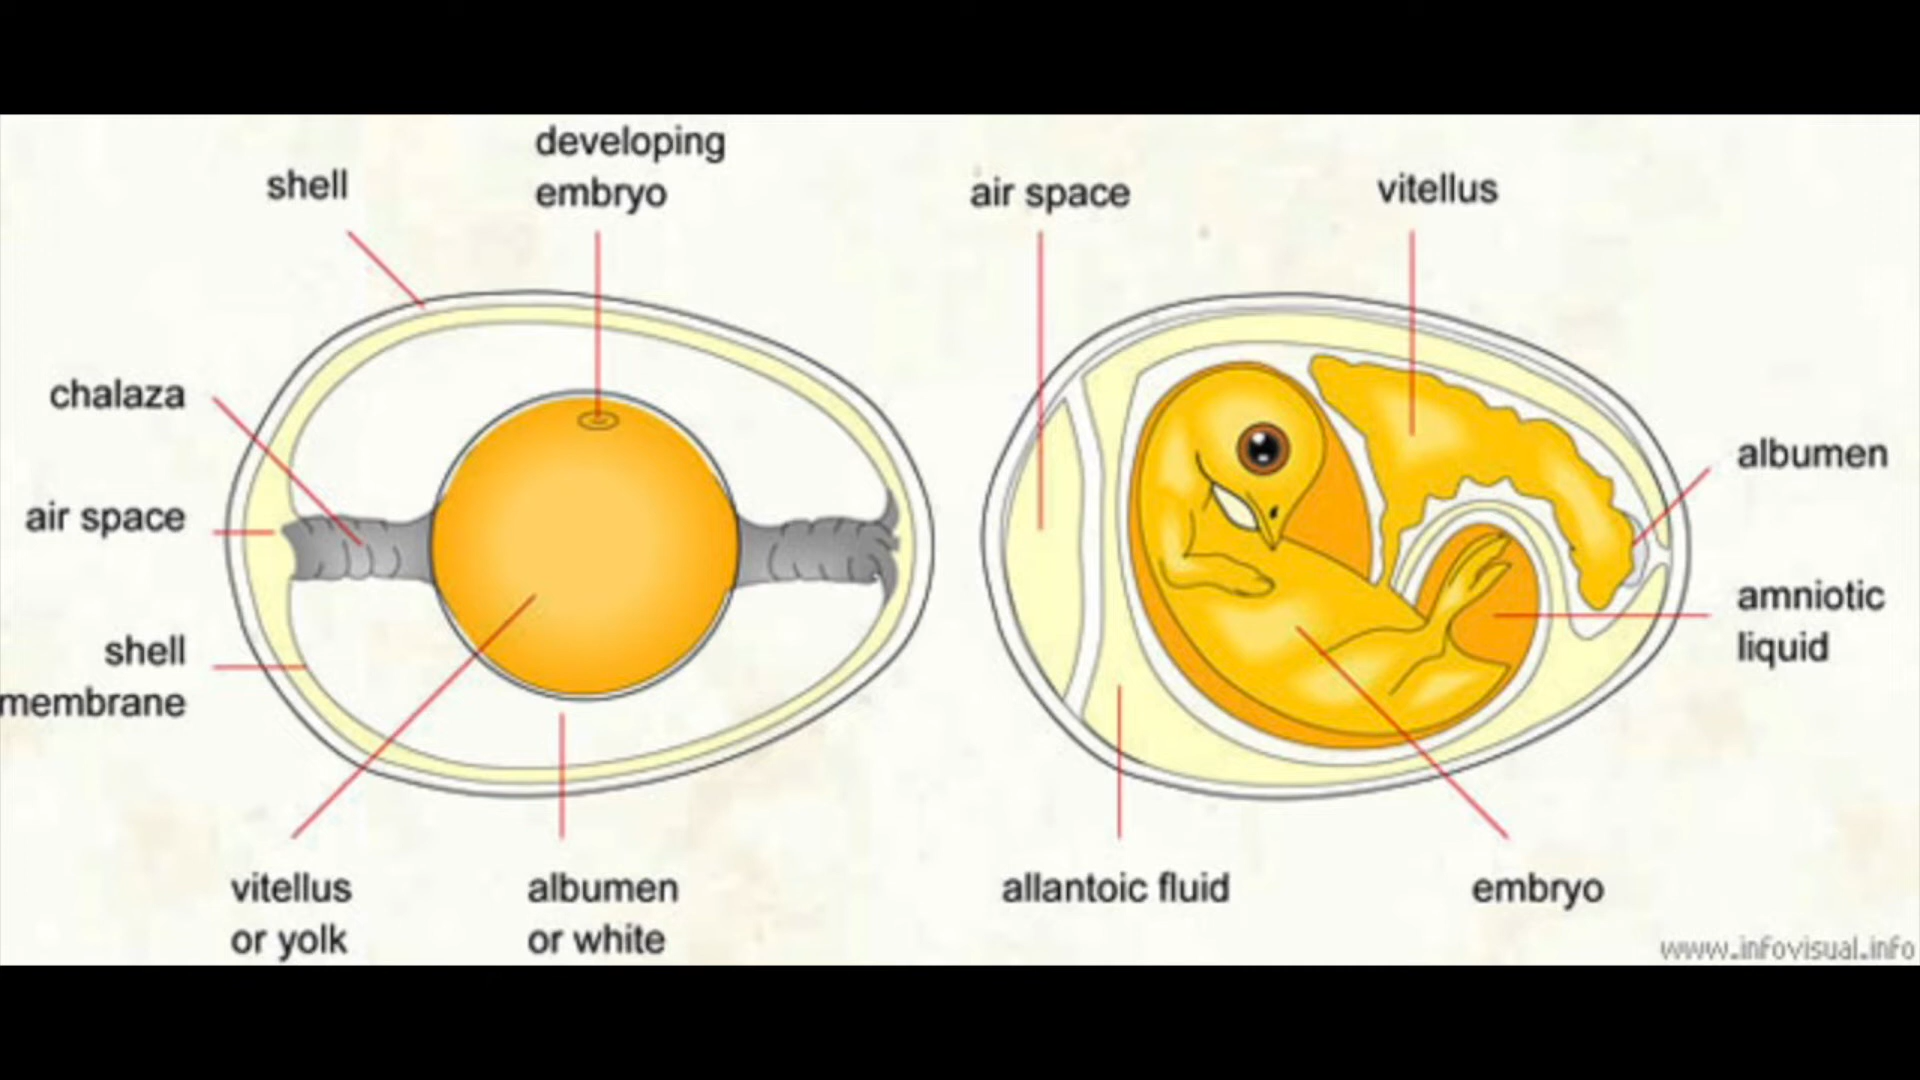 developing
embryo
shell
air space
vitellus
chalaza
air space
shell
membrane
albumen
amniotic
liquid
vitellus
or yolk
albumen
or white
allantoic fluid
embryo
www.infovisual.info